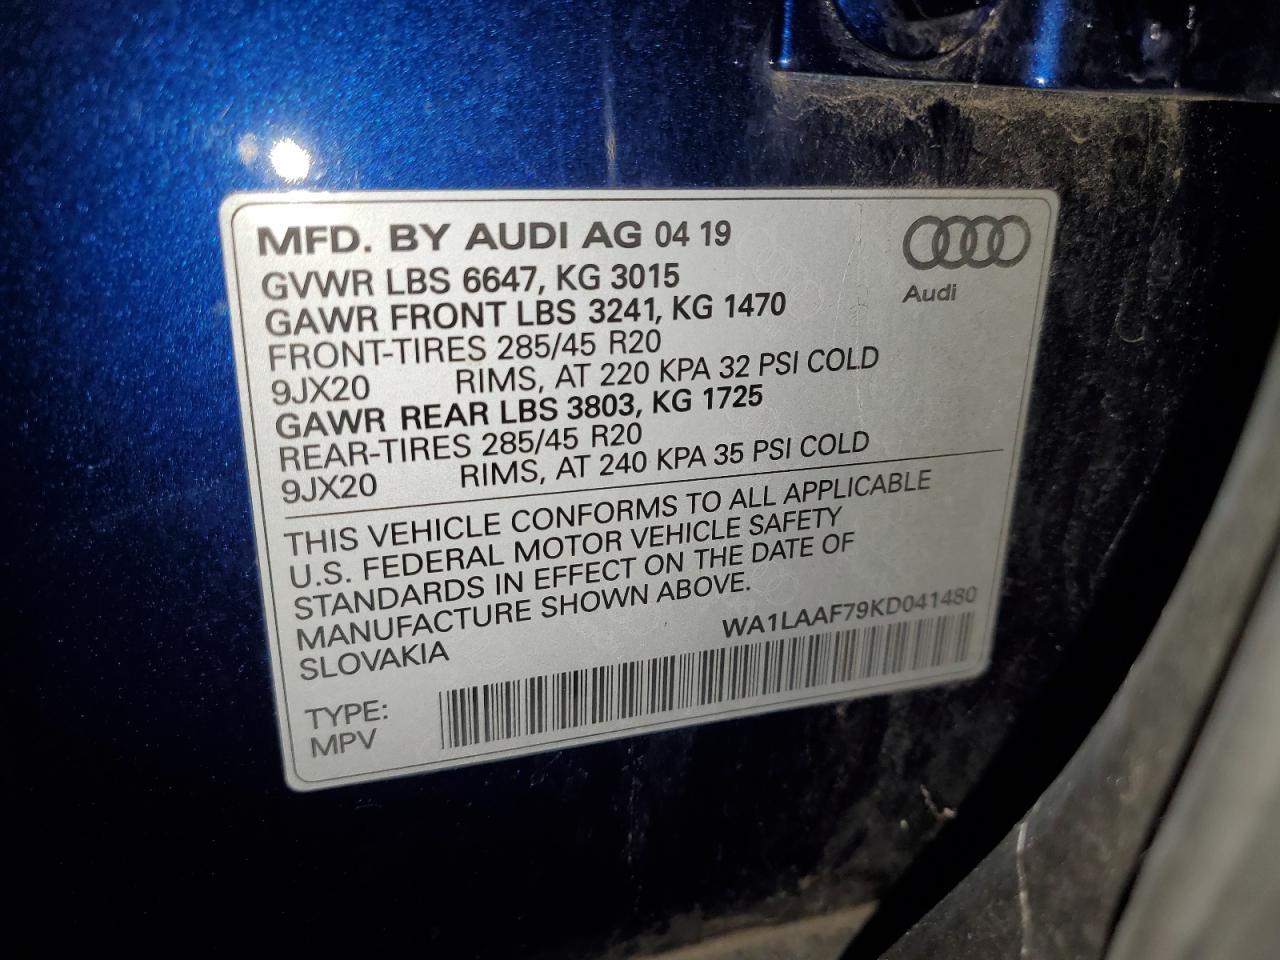 MFD. BY AUDI AG 04 19
GVWR LBS 6647, KG 3015
GAWR FRONT LBS 3241, KG 1470
FRONT-TIRES 285/45 R20
9JX20 RIMS, AT 220 KPA 32 PSI COLD
GAWR REAR LBS 3803, KG 1725
REAR-TIRES 285/45 R20
9JX20 RIMS, AT 240 KPA 35 PSI COLD
Audi
THIS VEHICLE CONFORMS TO ALL APPLICABLE
U.S. FEDERAL MOTOR VEHICLE SAFETY
STANDARDS IN EFFECT ON THE DATE OF
MANUFACTURE SHOWN ABOVE.
SLOVAKIA
WA1LAAF79KD041480
TYPE:
MPV